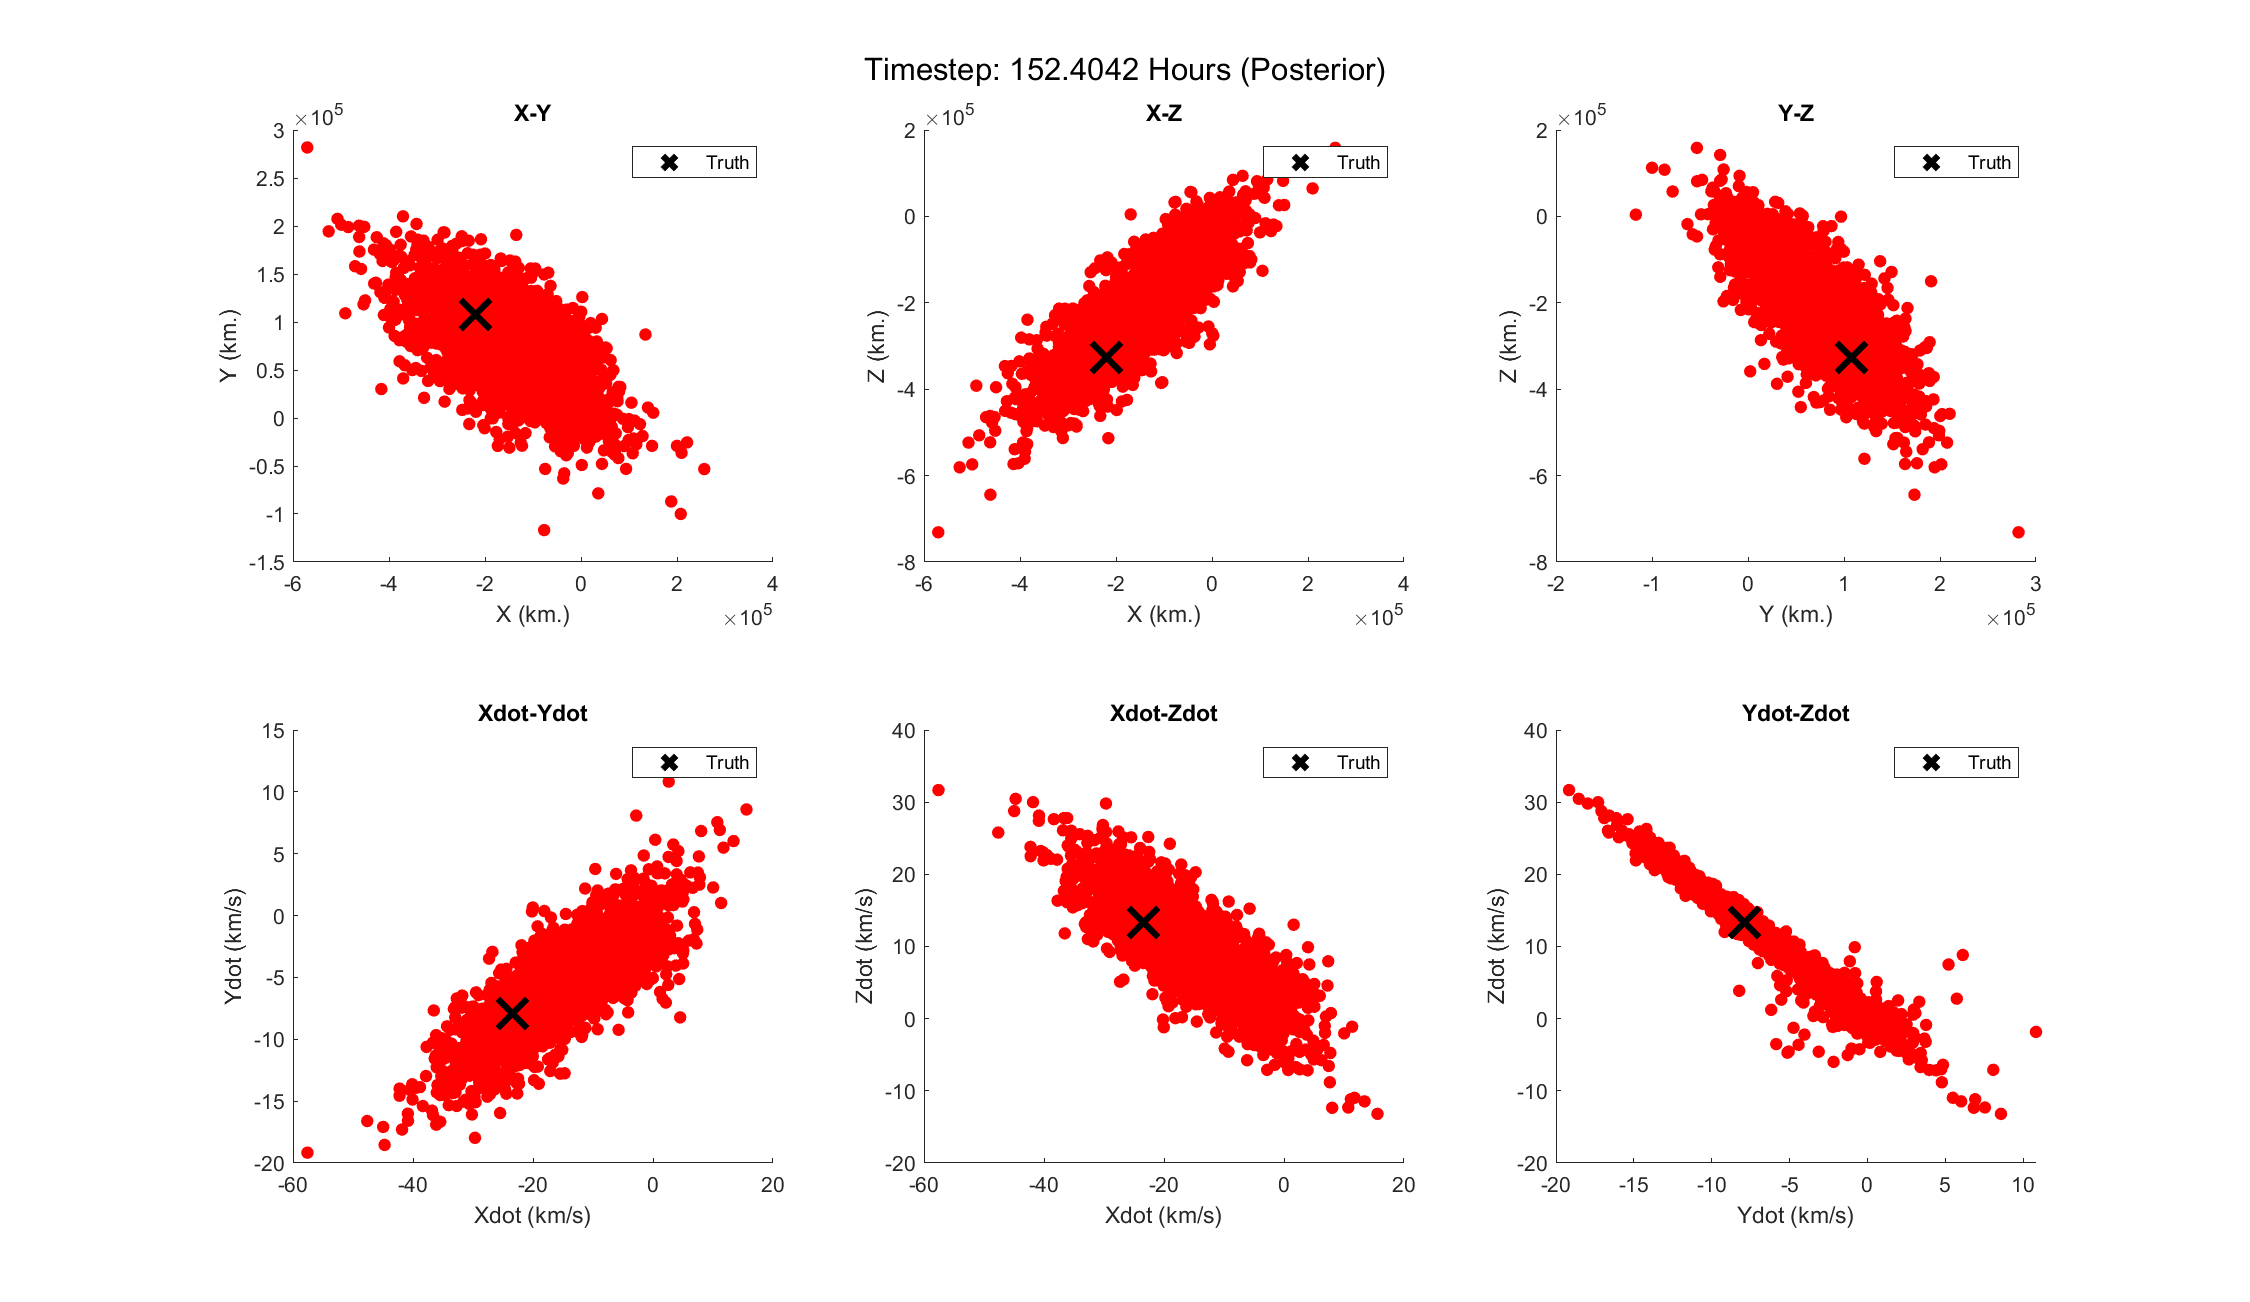 Timestep: 152.4042 Hours (Posterior)
X-Y
×10^5
3
2.5
2
1.5
1
0.5
0
-0.5
-1
-1.5
Y (km.)
-6 -4 -2 0 2 4
X (km.)
×10^5
Truth
X-Z
×10^5
2
0
-2
-4
-6
-8
Z (km.)
-6 -4 -2 0 2 4
X (km.)
×10^5
Truth
Y-Z
×10^5
2
0
-2
-4
-6
-8
Z (km.)
-2 -1 0 1 2 3
Y (km.)
×10^5
Truth
Xdot-Ydot
15
10
5
0
-5
-10
-15
-20
Ydot (km/s)
-60 -40 -20 0 20
Xdot (km/s)
Truth
Xdot-Zdot
40
30
20
10
0
-10
-20
Zdot (km/s)
-60 -40 -20 0 20
Xdot (km/s)
Truth
Ydot-Zdot
40
30
20
10
0
-10
-20
Zdot (km/s)
-20 -15 -10 -5 0 5 10
Ydot (km/s)
Truth